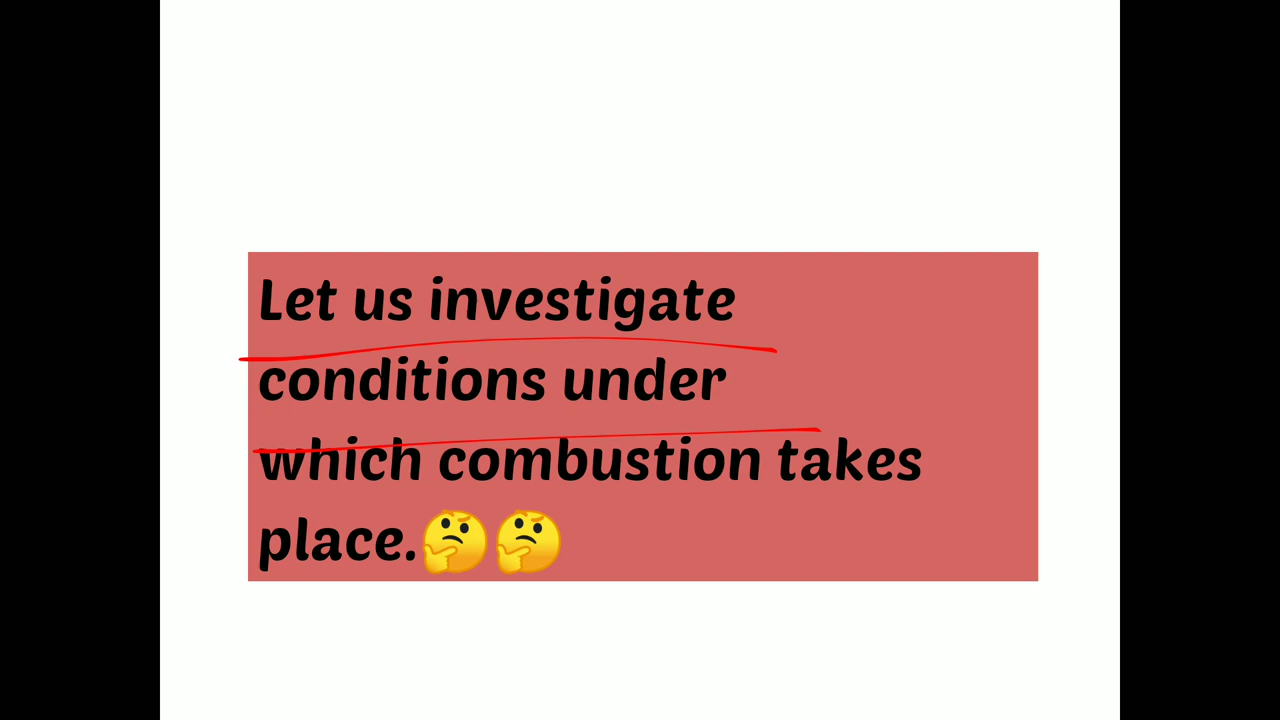 Let us investigate
conditions under
which combustion takes
place.🤔🤔